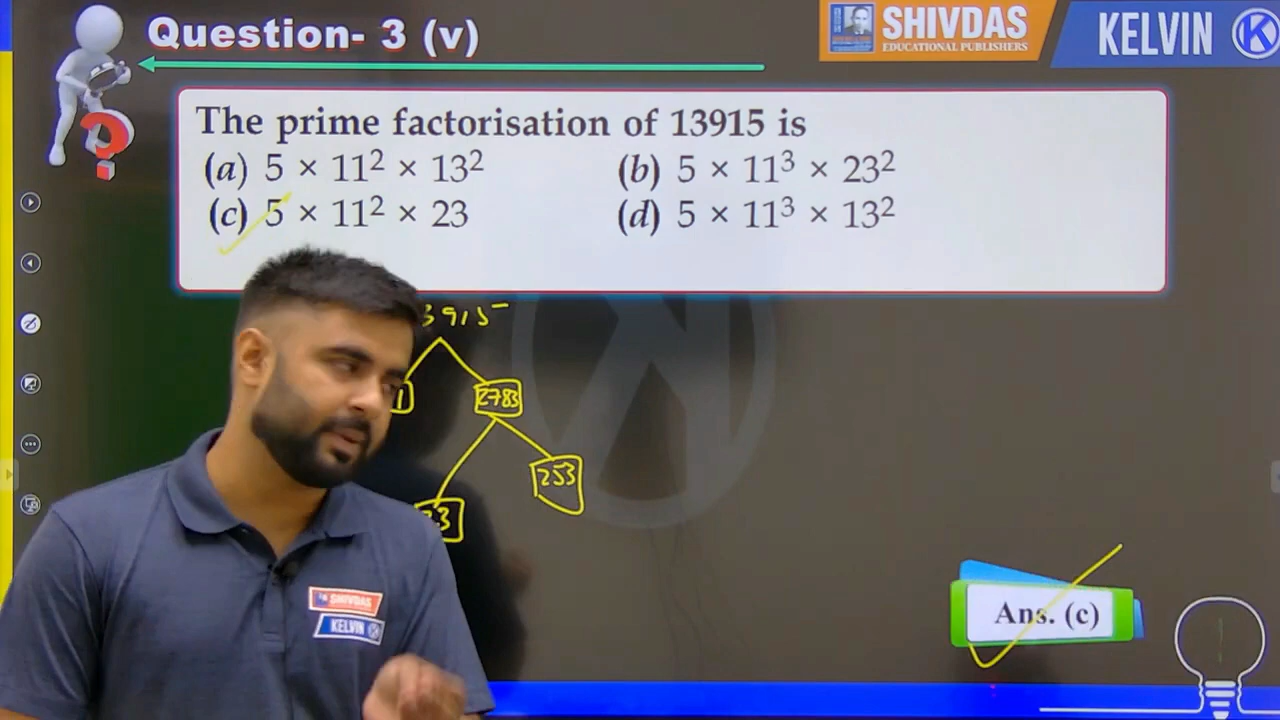 Question- 3 (v)
SHIVDAS
EDUCATIONAL PUBLISHERS
KELVIN
The prime factorisation of 13915 is
(a) 5 × 11² × 13²
(b) 5 × 11³ × 23²
(c) 5 × 11² × 23
(d) 5 × 11³ × 13²
3915
2783
253
Ans. (c)
SHIVDAS
KELVIN